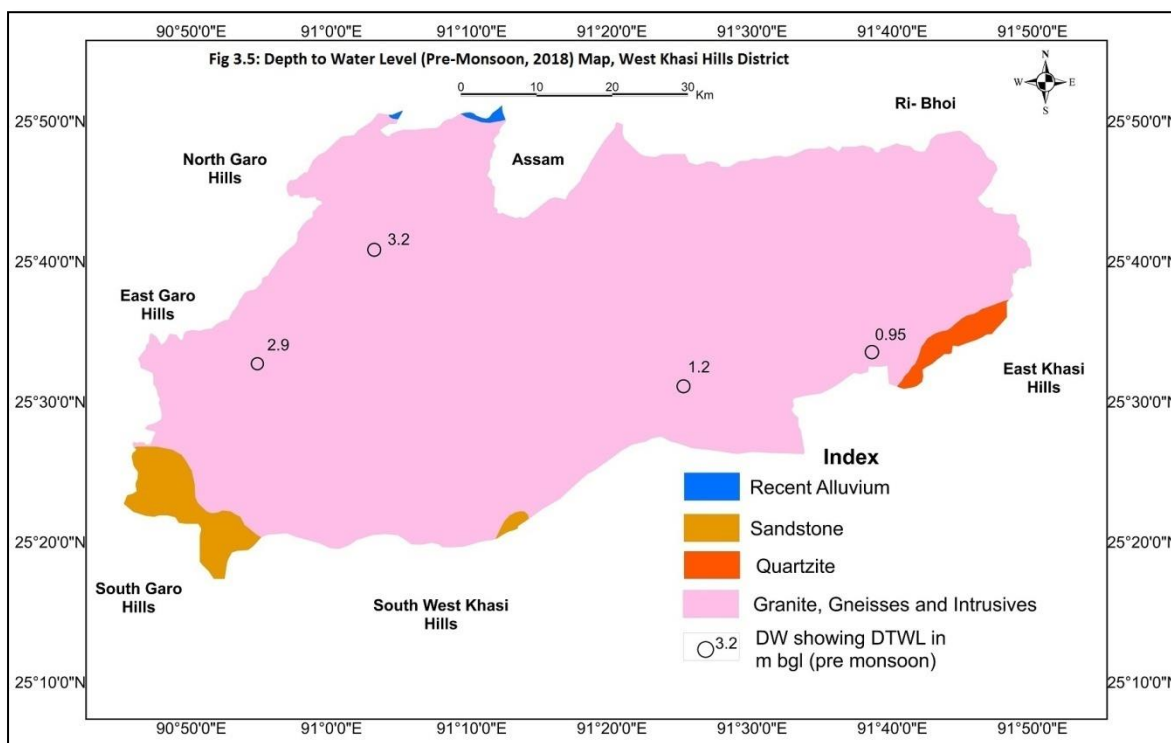 90°50'0"E 91°0'0"E 91°10'0"E 91°20'0"E 91°30'0"E 91°40'0"E 91°50'0"E
Fig 3.5: Depth to Water Level (Pre-Monsoon, 2018) Map, West Khasi Hills District
0 10 20 30
Km
N
W E
S
Ri- Bhoi
25°50'0"N 25°50'0"N
North Garo
Hills
Assam
3.2
25°40'0"N 25°40'0"N
East Garo
Hills
2.9
0.95
1.2
East Khasi
Hills
25°30'0"N 25°30'0"N
Index
Recent Alluvium
Sandstone
25°20'0"N 25°20'0"N
Quartzite
South Garo
Hills
South West Khasi
Hills
Granite, Gneisses and Intrusives
3.2 DW showing DTWL in
m bgl (pre monsoon)
25°10'0"N 25°10'0"N
90°50'0"E 91°0'0"E 91°10'0"E 91°20'0"E 91°30'0"E 91°40'0"E 91°50'0"E